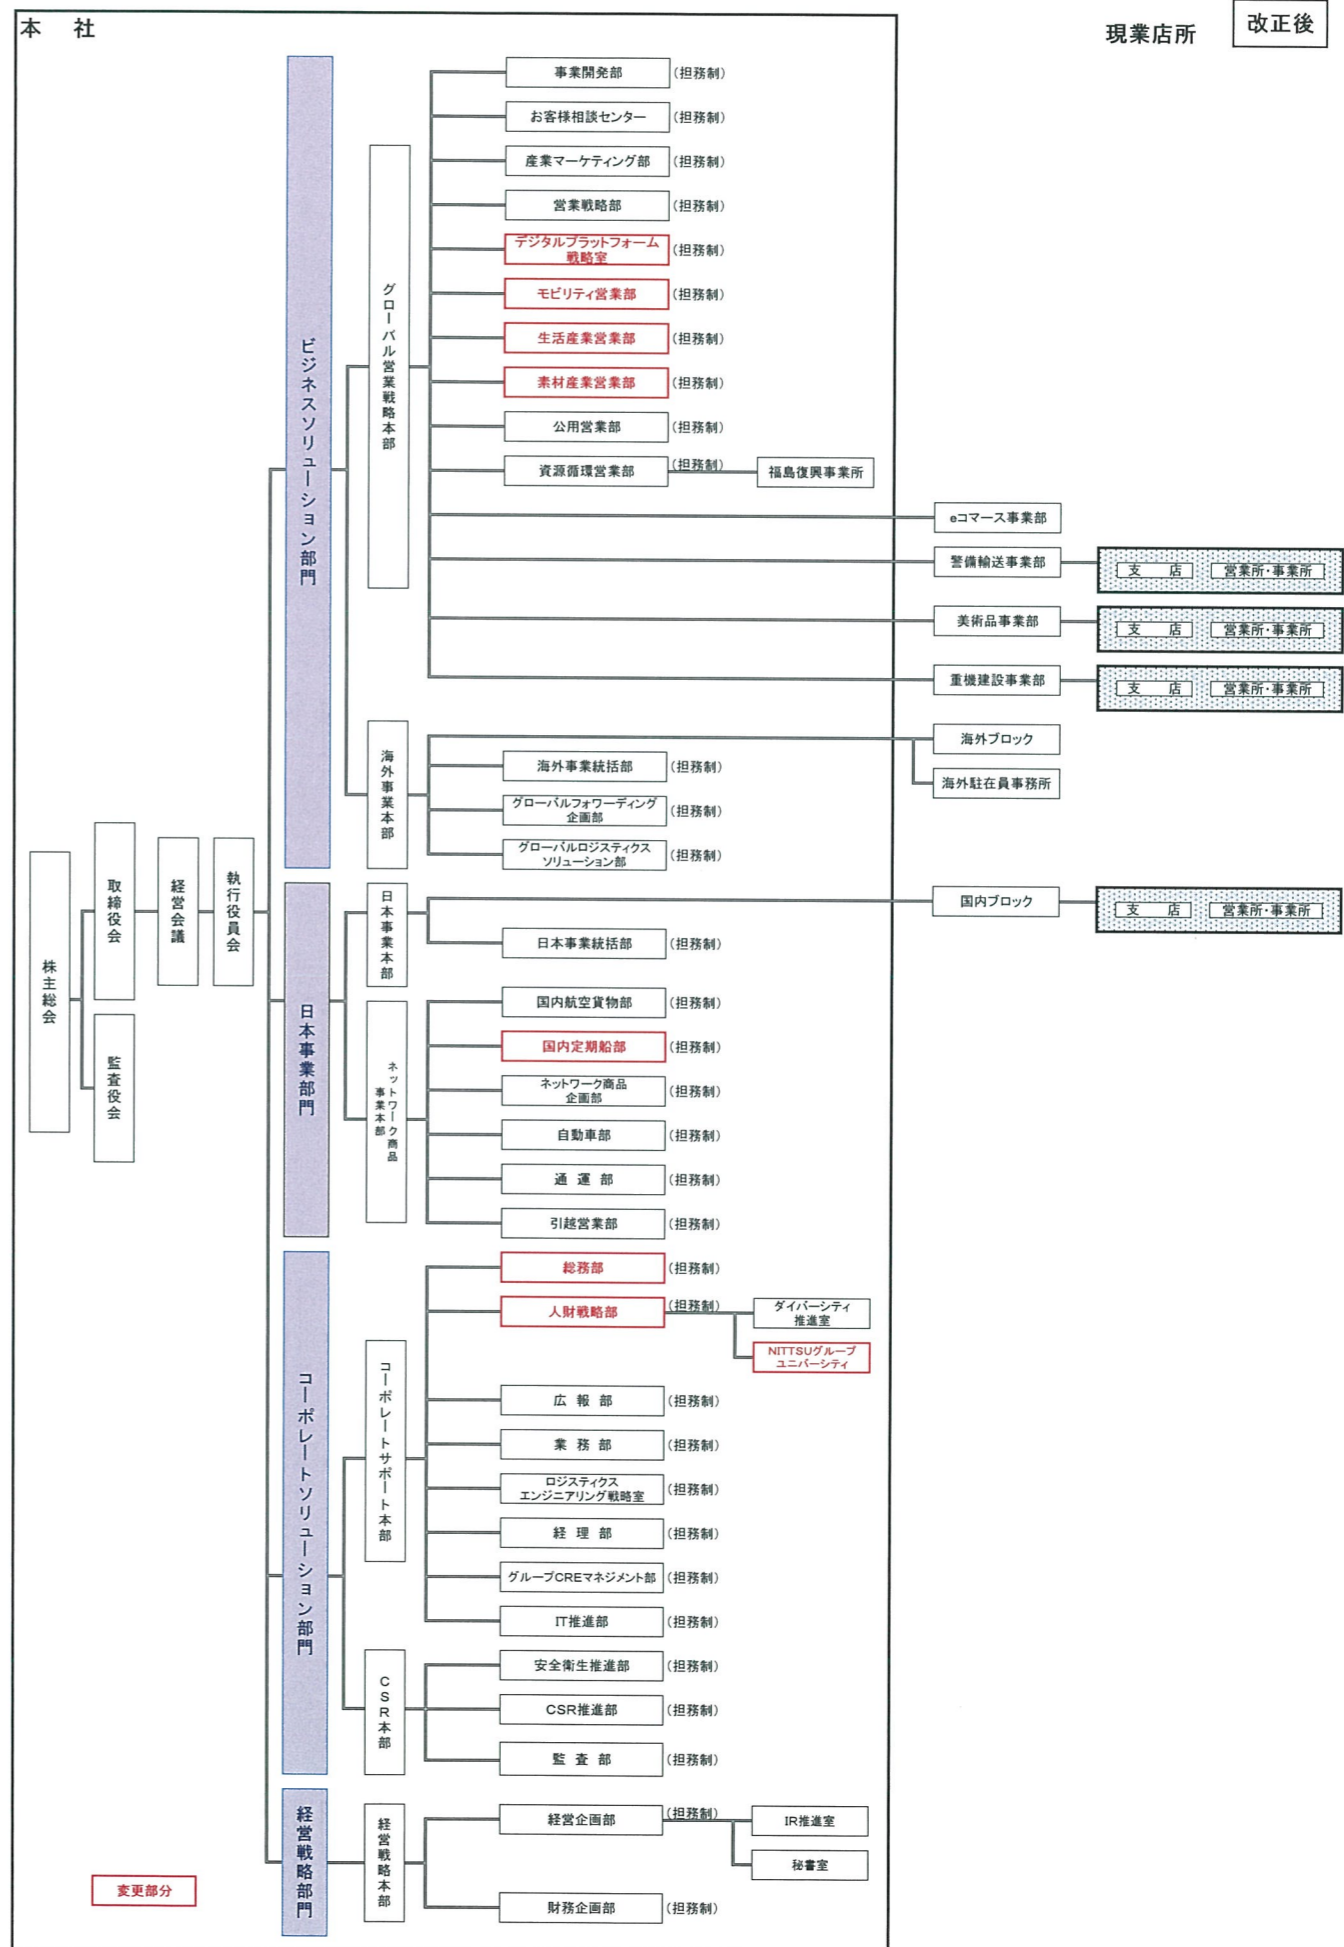 本　社
現業店所
改正後
株主総会
取締役会
監査役会
経営会議
執行役員会
ビジネスソリューション部門
グローバル営業戦略本部
事業開発部
(担務制)
お客様相談センター
(担務制)
産業マーケティング部
(担務制)
営業戦略部
(担務制)
デジタルプラットフォーム
戦略室
(担務制)
モビリティ営業部
(担務制)
生活産業営業部
(担務制)
素材産業営業部
(担務制)
公用営業部
(担務制)
資源循環営業部
(担務制)
福島復興事業所
eコマース事業部
警備輸送事業部
支　店
営業所・事業所
美術品事業部
支　店
営業所・事業所
重機建設事業部
支　店
営業所・事業所
海外事業本部
海外ブロック
海外駐在員事務所
海外事業統括部
(担務制)
グローバルフォワーディング
企画部
(担務制)
グローバルロジスティクス
ソリューション部
(担務制)
日本事業部門
日本事業本部
国内ブロック
支　店
営業所・事業所
日本事業統括部
(担務制)
ネットワーク商品
事業本部
国内航空貨物部
(担務制)
国内定期船部
(担務制)
ネットワーク商品
企画部
(担務制)
自動車部
(担務制)
通 運 部
(担務制)
引越営業部
(担務制)
コーポレートソリューション部門
コーポレートサポート本部
総務部
(担務制)
人財戦略部
(担務制)
ダイバーシティ
推進室
NITTSUグループ
ユニバーシティ
広 報 部
(担務制)
業 務 部
(担務制)
ロジスティクス
エンジニアリング戦略室
(担務制)
経 理 部
(担務制)
グループCREマネジメント部
(担務制)
IT推進部
(担務制)
CSR本部
安全衛生推進部
(担務制)
CSR推進部
(担務制)
監 査 部
(担務制)
経営戦略部門
経営戦略本部
経営企画部
(担務制)
IR推進室
秘書室
財務企画部
(担務制)
変更部分